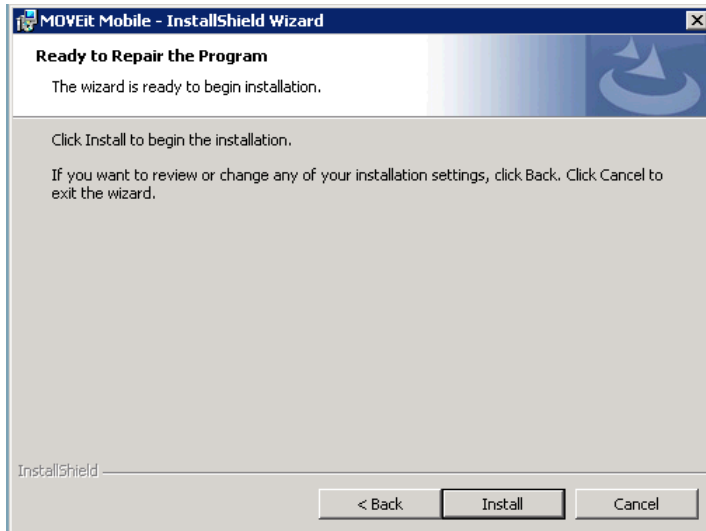 MOVEit Mobile - InstallShield Wizard
Ready to Repair the Program
The wizard is ready to begin installation.
Click Install to begin the installation.
If you want to review or change any of your installation settings, click Back. Click Cancel to
exit the wizard.
InstallShield
< Back
Install
Cancel